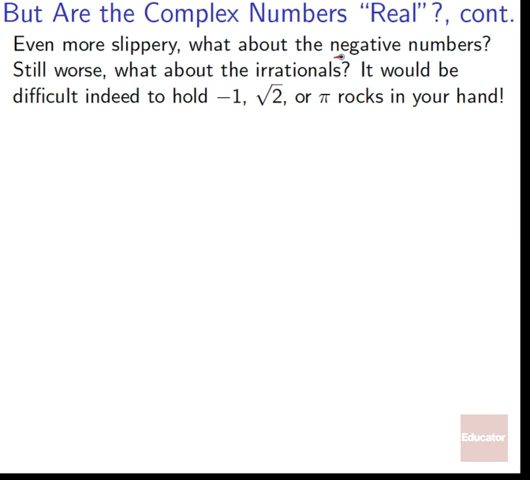 But Are the Complex Numbers “Real”?, cont.
Even more slippery, what about the negative numbers?
Still worse, what about the irrationals? It would be
difficult indeed to hold −1, √2, or π rocks in your hand!
Educator